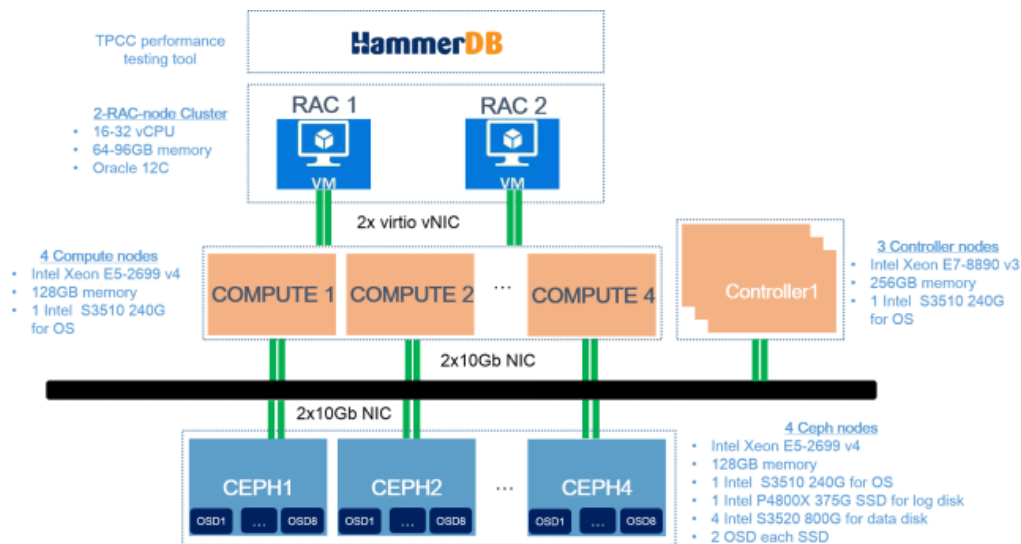 TPCC performance
testing tool
HammerDB
2-RAC-node Cluster
• 16-32 vCPU
• 64-96GB memory
• Oracle 12C
RAC 1
RAC 2
VM
VM
2x virtio vNIC
4 Compute nodes
• Intel Xeon E5-2699 v4
• 128GB memory
• 1 Intel S3510 240G
for OS
COMPUTE 1
COMPUTE 2
...
COMPUTE 4
Controller1
3 Controller nodes
• Intel Xeon E7-8890 v3
• 256GB memory
• 1 Intel S3510 240G
for OS
2x10Gb NIC
2x10Gb NIC
CEPH1
OSD1
...
OSD8
CEPH2
OSD1
...
OSD8
...
CEPH4
OSD1
...
OSD8
4 Ceph nodes
• Intel Xeon E5-2699 v4
• 128GB memory
• 1 Intel S3510 240G for OS
• 1 Intel P4800X 375G SSD for log disk
• 4 Intel S3520 800G for data disk
• 2 OSD each SSD